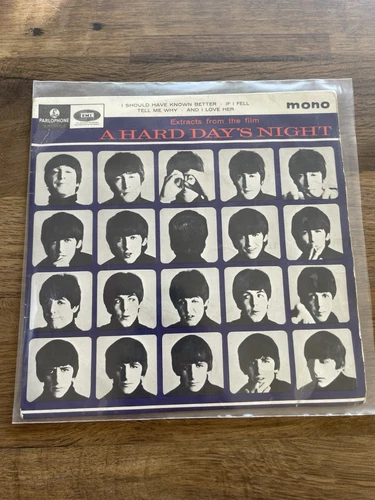 PARLOPHONE
EMI
I SHOULD HAVE KNOWN BETTER · IF I FELL
TELL ME WHY · AND I LOVE HER
mono
Extracts from the film
A HARD DAY'S NIGHT